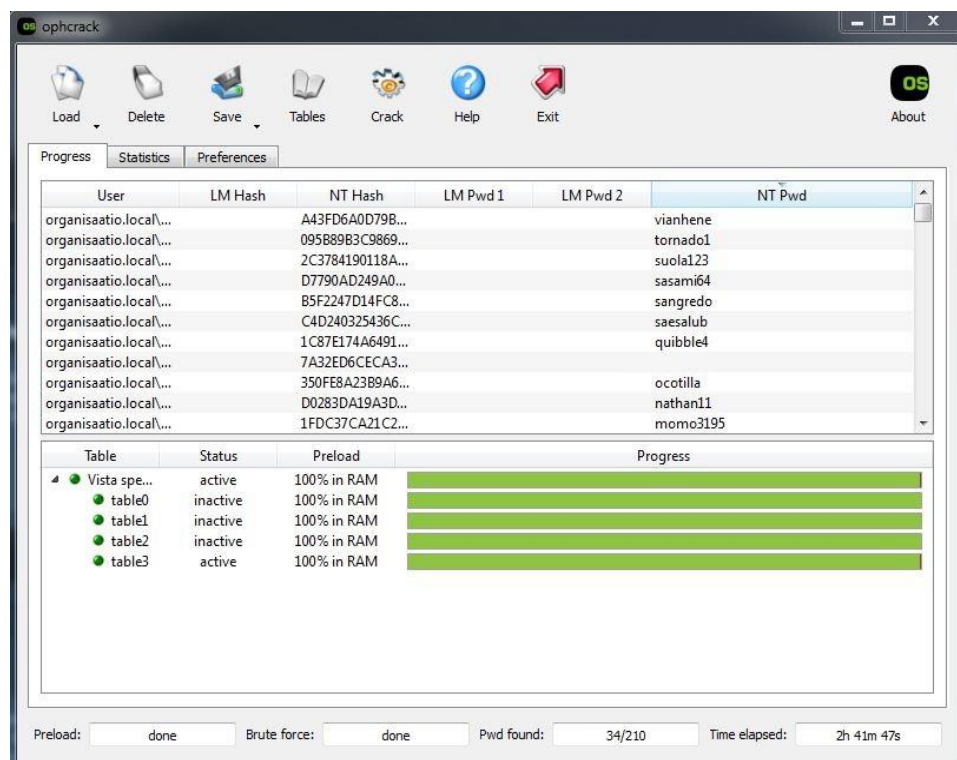 os ophcrack
Load Delete Save Tables Crack Help Exit OS About
Progress Statistics Preferences
User LM Hash NT Hash LM Pwd 1 LM Pwd 2 NT Pwd
organisaatio.local\... A43FD6A0D79B... vianhene
organisaatio.local\... 095B89B3C9869... tornado1
organisaatio.local\... 2C3784190118A... suola123
organisaatio.local\... D7790AD249A0... sasami64
organisaatio.local\... B5F2247D14FC8... sangredo
organisaatio.local\... C4D240325436C... saesalub
organisaatio.local\... 1C87E174A6491... quibble4
organisaatio.local\... 7A32ED6CECA3...
organisaatio.local\... 350FE8A23B9A6... ocotilla
organisaatio.local\... D0283DA19A3D... nathan11
organisaatio.local\... 1FDC37CA21C2... momo3195
Table Status Preload Progress
Vista spe... active 100% in RAM
table0 inactive 100% in RAM
table1 inactive 100% in RAM
table2 inactive 100% in RAM
table3 active 100% in RAM
Preload: done Brute force: done Pwd found: 34/210 Time elapsed: 2h 41m 47s